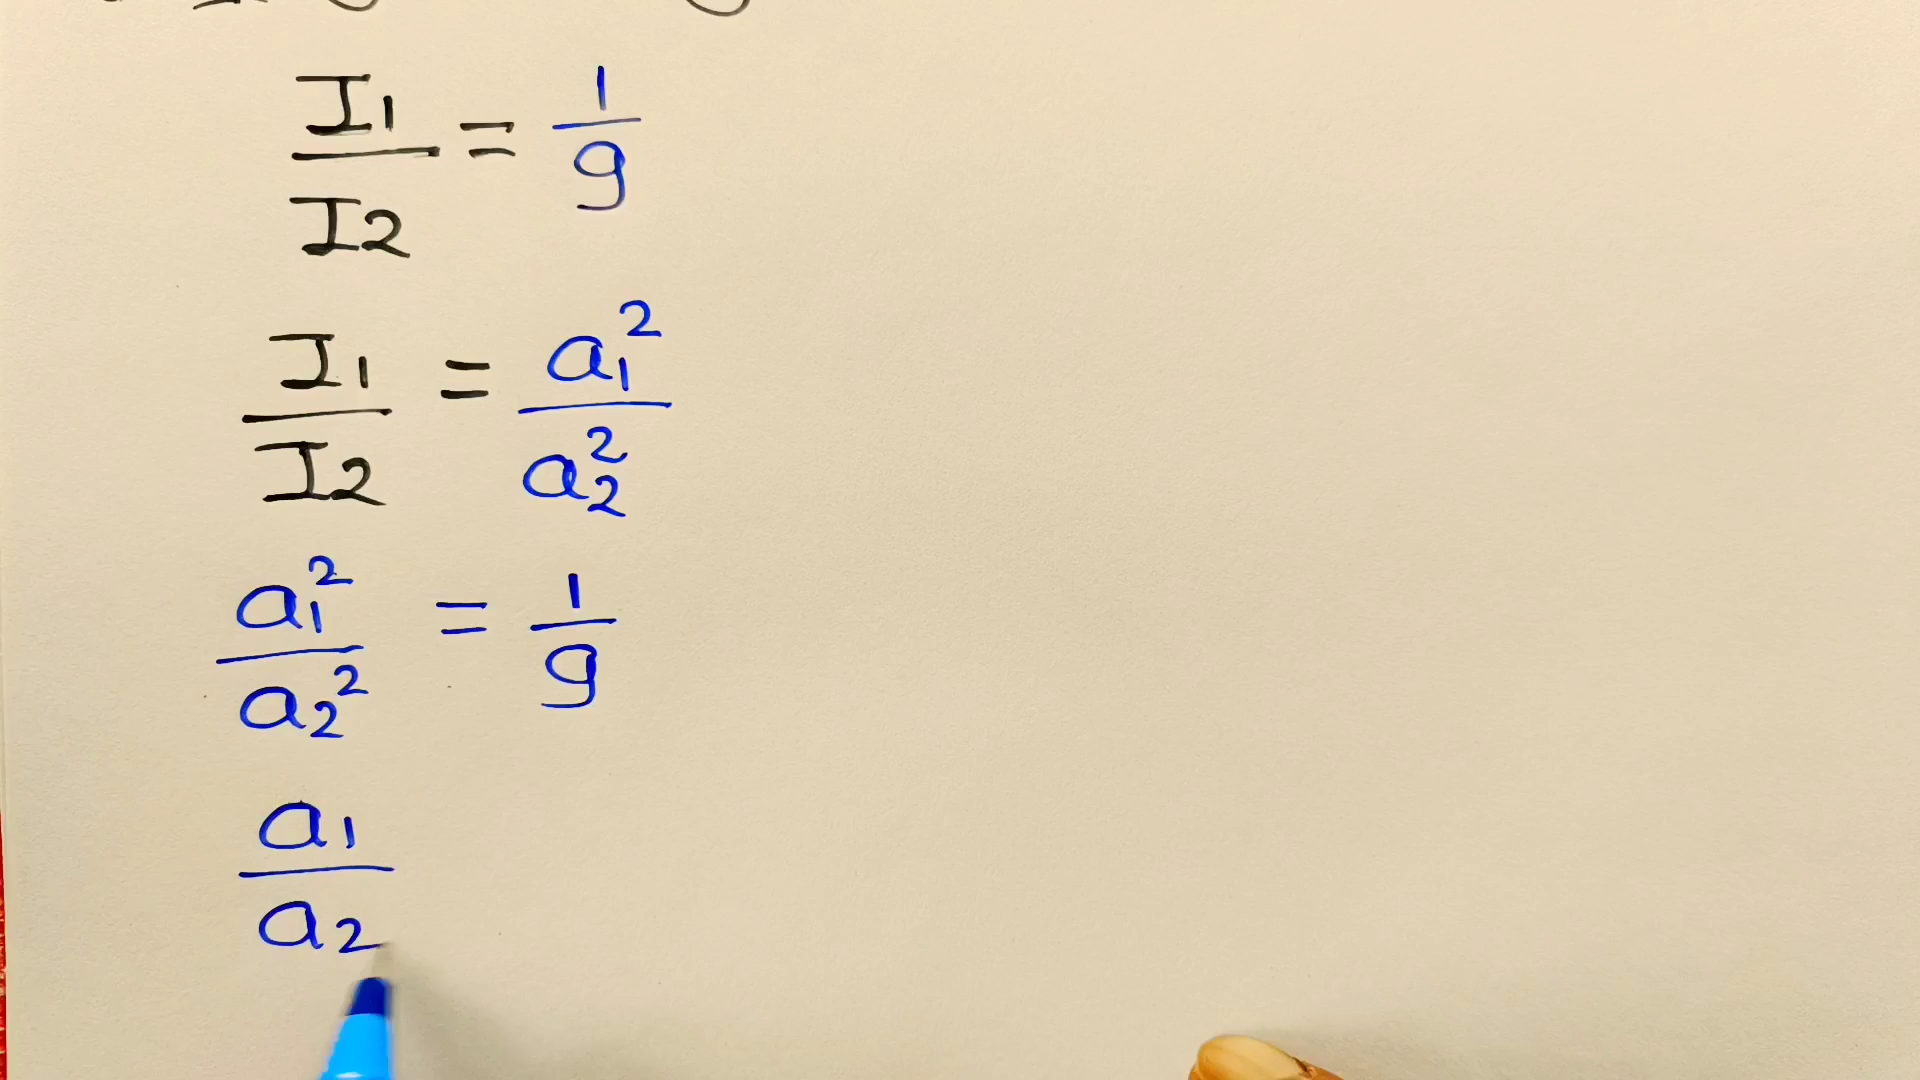 I1/I2 = 1/9
I1/I2 = a1²/a2²
a1²/a2² = 1/9
a1/a2